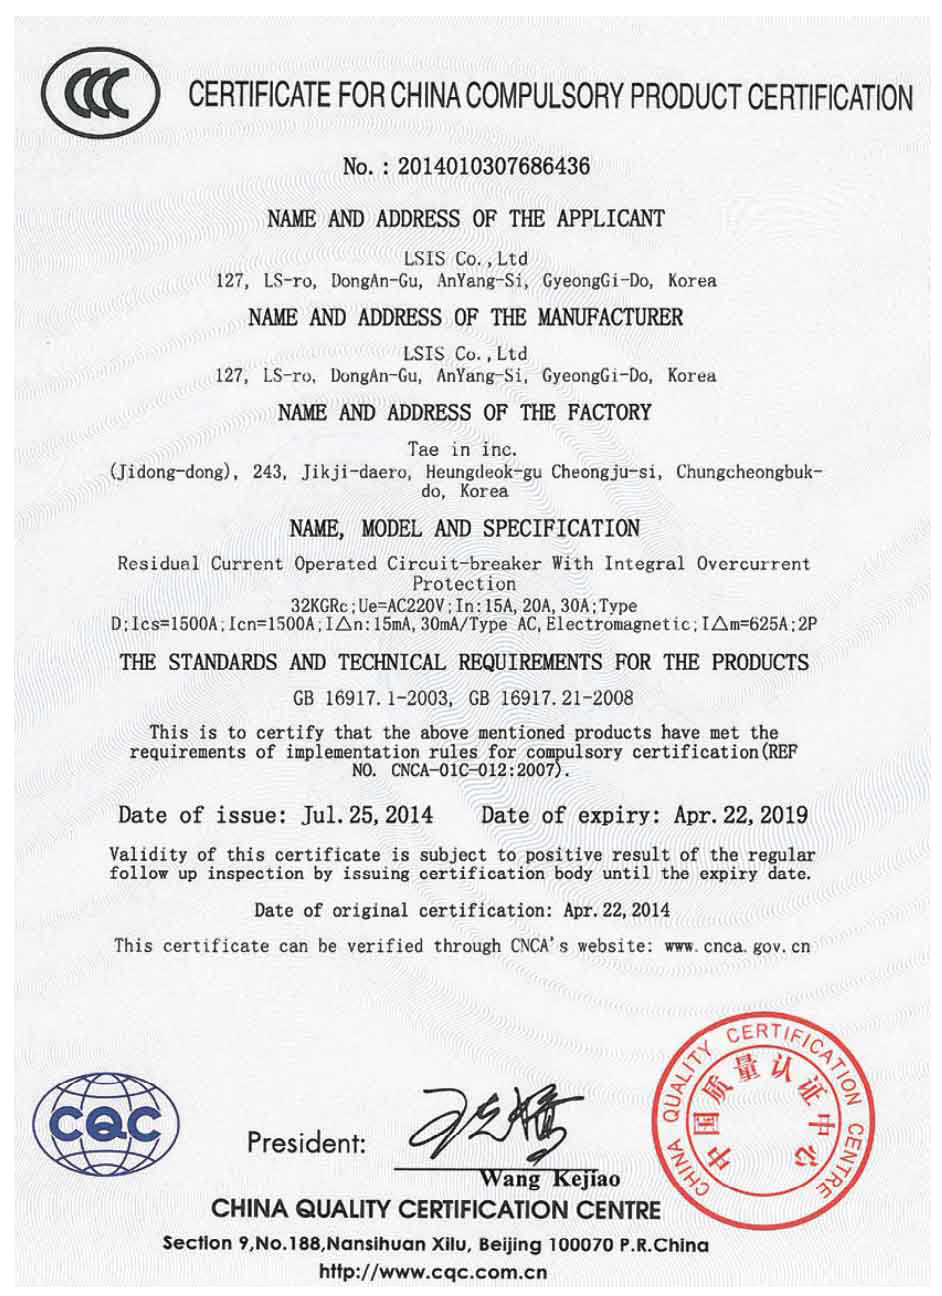 CCC
CERTIFICATE FOR CHINA COMPULSORY PRODUCT CERTIFICATION
No. : 2014010307686436
NAME AND ADDRESS OF THE APPLICANT
LSIS Co.,Ltd
127, LS-ro, DongAn-Gu, AnYang-Si, GyeongGi-Do, Korea
NAME AND ADDRESS OF THE MANUFACTURER
LSIS Co.,Ltd
127, LS-ro, DongAn-Gu, AnYang-Si, GyeongGi-Do, Korea
NAME AND ADDRESS OF THE FACTORY
Tae in inc.
(Jidong-dong), 243, Jikji-daero, Heungdeok-gu Cheongju-si, Chungcheongbuk-
do, Korea
NAME, MODEL AND SPECIFICATION
Residual Current Operated Circuit-breaker With Integral Overcurrent
Protection
32KGRc;Ue=AC220V;In:15A,20A,30A;Type
D;Ics=1500A;Icn=1500A;I△n:15mA,30mA/Type AC,Electromagnetic;I△m=625A;2P
THE STANDARDS AND TECHNICAL REQUIREMENTS FOR THE PRODUCTS
GB 16917.1-2003, GB 16917.21-2008
This is to certify that the above mentioned products have met the
requirements of implementation rules for compulsory certification(REF
NO. CNCA-01C-012:2007).
Date of issue: Jul.25,2014 Date of expiry: Apr.22,2019
Validity of this certificate is subject to positive result of the regular
follow up inspection by issuing certification body until the expiry date.
Date of original certification: Apr.22,2014
This certificate can be verified through CNCA's website: www.cnca.gov.cn
CHINA QUALITY CERTIFICATION CENTRE
中国质量认证中心
CQC
President:
Wang Kejiao
CHINA QUALITY CERTIFICATION CENTRE
Section 9,No.188,Nansihuan Xilu, Beijing 100070 P.R.China
http://www.cqc.com.cn